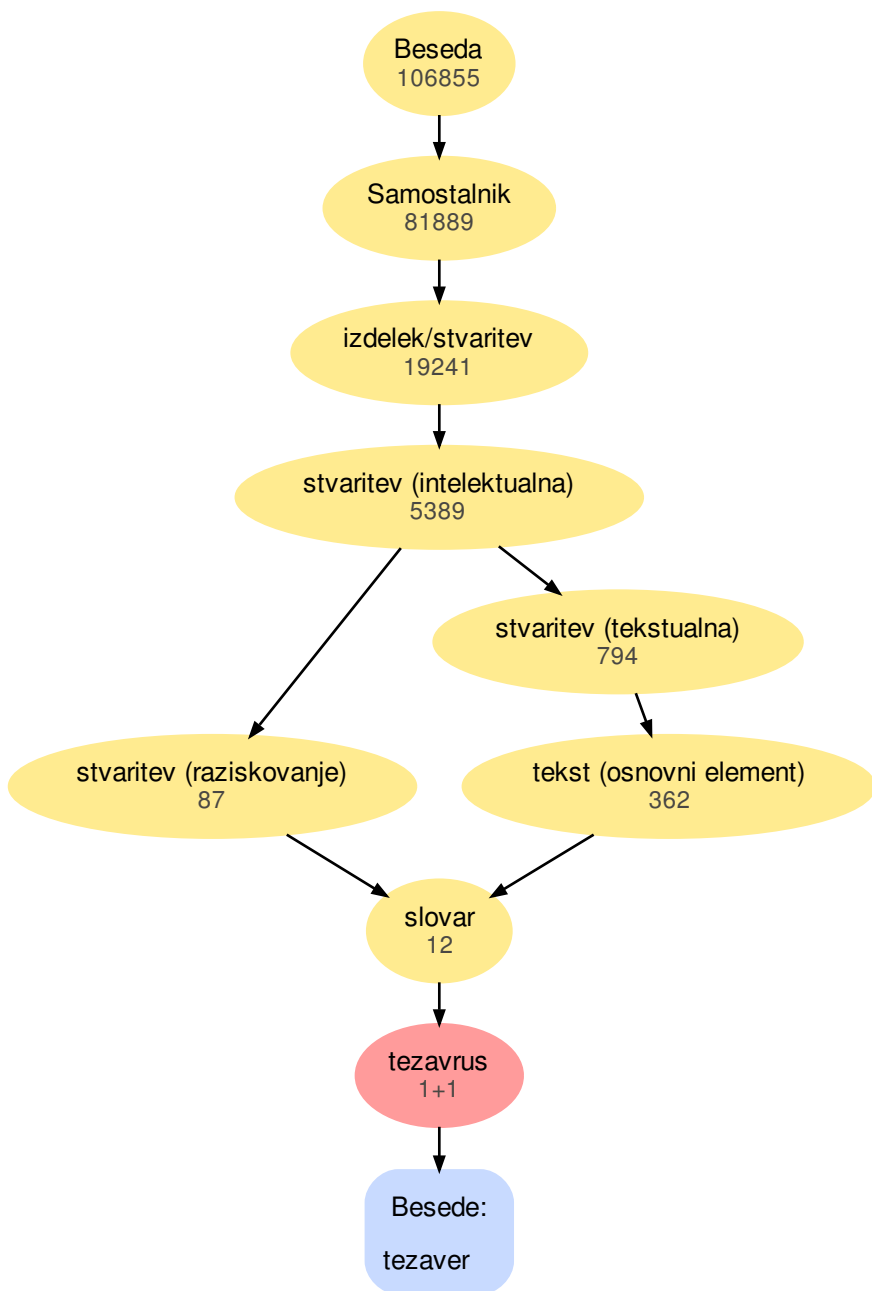 Beseda
106855
Samostalnik
81889
izdelek/stvaritev
19241
stvaritev (intelektualna)
5389
stvaritev (tekstualna)
794
stvaritev (raziskovanje)
87
tekst (osnovni element)
362
slovar
12
tezavrus
1+1
Besede:
tezaver